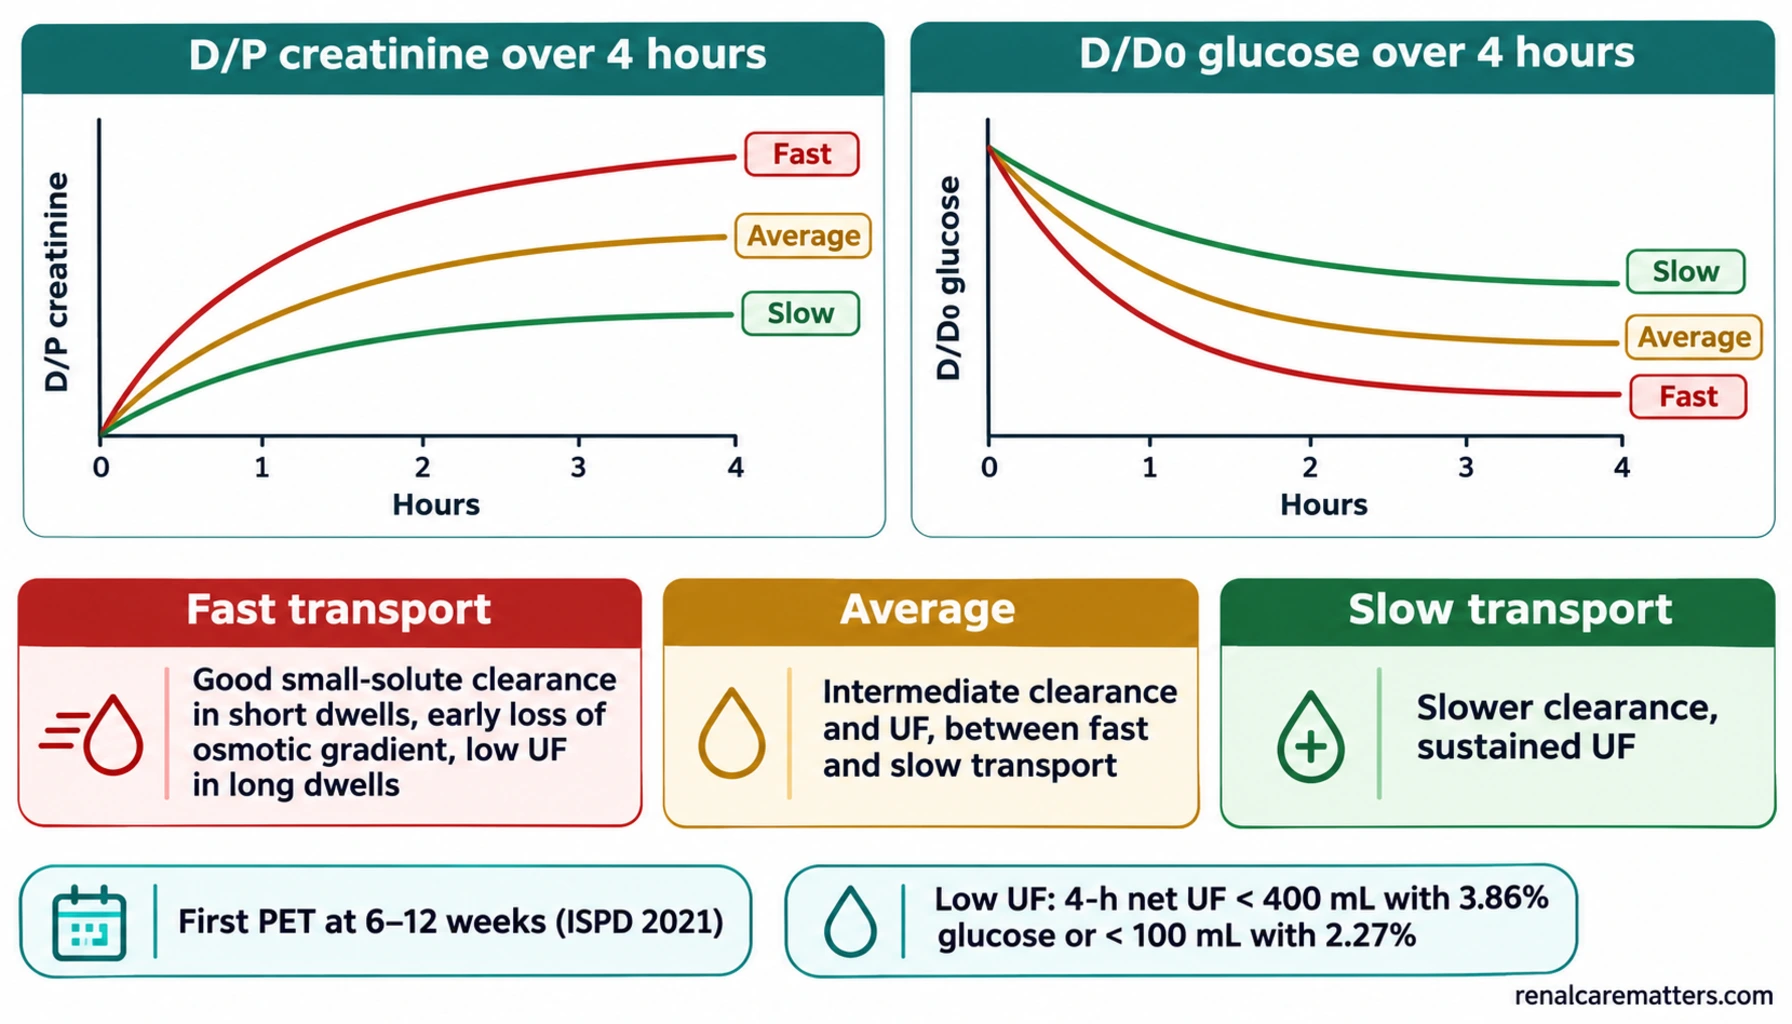 D/P creatinine over 4 hours
D/P creatinine
Fast
Average
Slow
0 1 2 3 4
Hours
D/D0 glucose over 4 hours
D/D0 glucose
Slow
Average
Fast
0 1 2 3 4
Hours
Fast transport
Good small-solute clearance
in short dwells, early loss of
osmotic gradient, low UF
in long dwells
Average
Intermediate clearance
and UF, between fast
and slow transport
Slow transport
Slower clearance,
sustained UF
First PET at 6–12 weeks (ISPD 2021)
Low UF: 4-h net UF < 400 mL with 3.86%
glucose or < 100 mL with 2.27%
renalcarematters.com